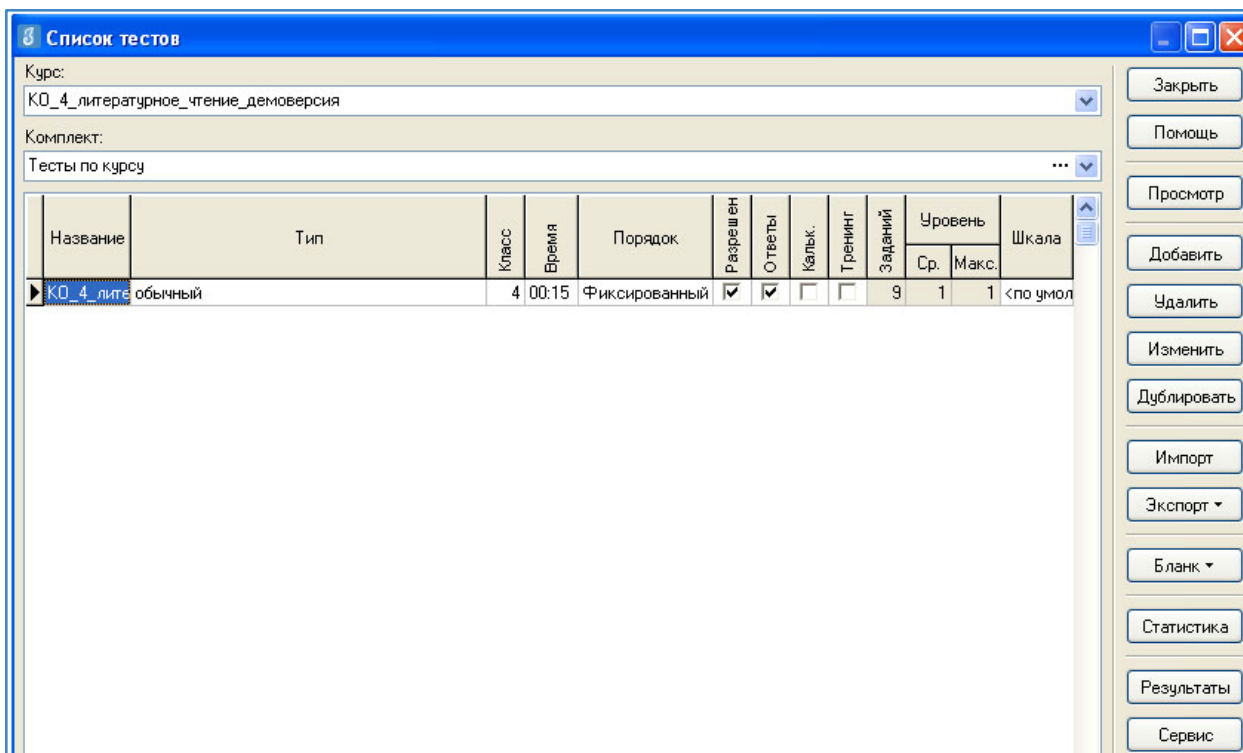 Список тестов
Курс:
КО_4_литературное_чтение_демоверсия
Комплект:
Тесты по курсу
Название Тип Класс Время Порядок Разрешен Ответы Кальк. Тренинг Заданий Уровень Шкала
Ср. Макс.
КО_4_лите обычный 4 00:15 Фиксированный 9 1 1 <по умол
Закрыть
Помощь
Просмотр
Добавить
Удалить
Изменить
Дублировать
Импорт
Экспорт
Бланк
Статистика
Результаты
Сервис